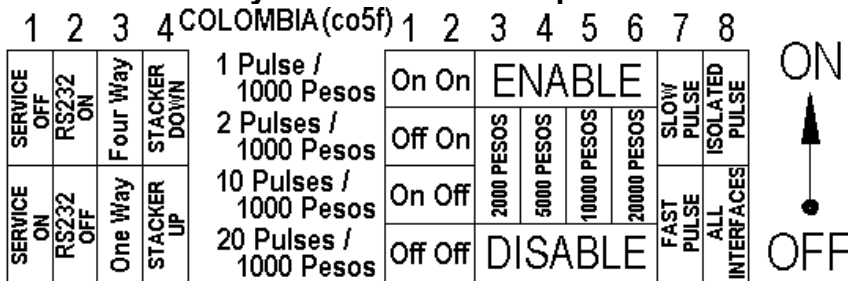 1 2 3 4 COLOMBIA (co5f) 1 2 3 4 5 6 7 8
SERVICE OFF
RS232 ON
Four Way
STACKER DOWN
SERVICE ON
RS232 OFF
One Way
STACKER UP
1 Pulse /
1000 Pesos
On On
2 Pulses /
1000 Pesos
Off On
10 Pulses /
1000 Pesos
On Off
20 Pulses /
1000 Pesos
Off Off
ENABLE
2000 PESOS
5000 PESOS
10000 PESOS
20000 PESOS
DISABLE
SLOW PULSE
ISOLATED PULSE
FAST PULSE
ALL INTERFACES
ON
OFF